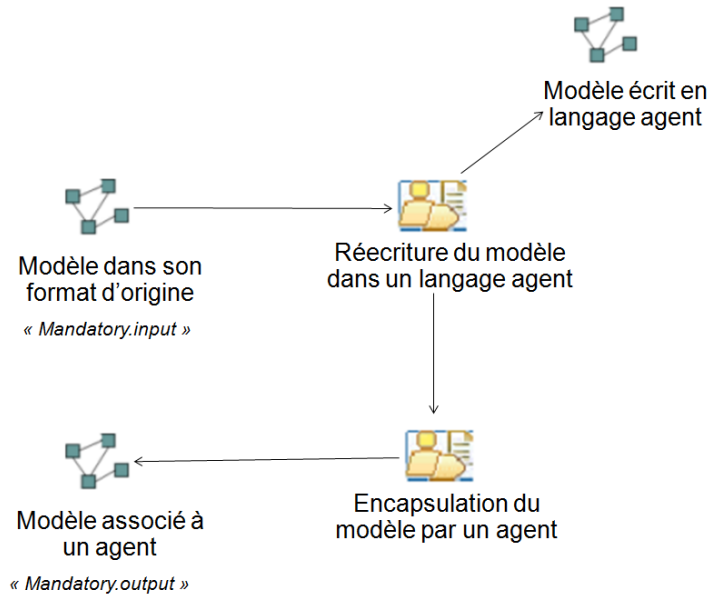 Modèle écrit en
langage agent
Modèle dans son
format d'origine
« Mandatory.input »
Réecriture du modèle
dans un langage agent
Modèle associé à
un agent
« Mandatory.output »
Encapsulation du
modèle par un agent